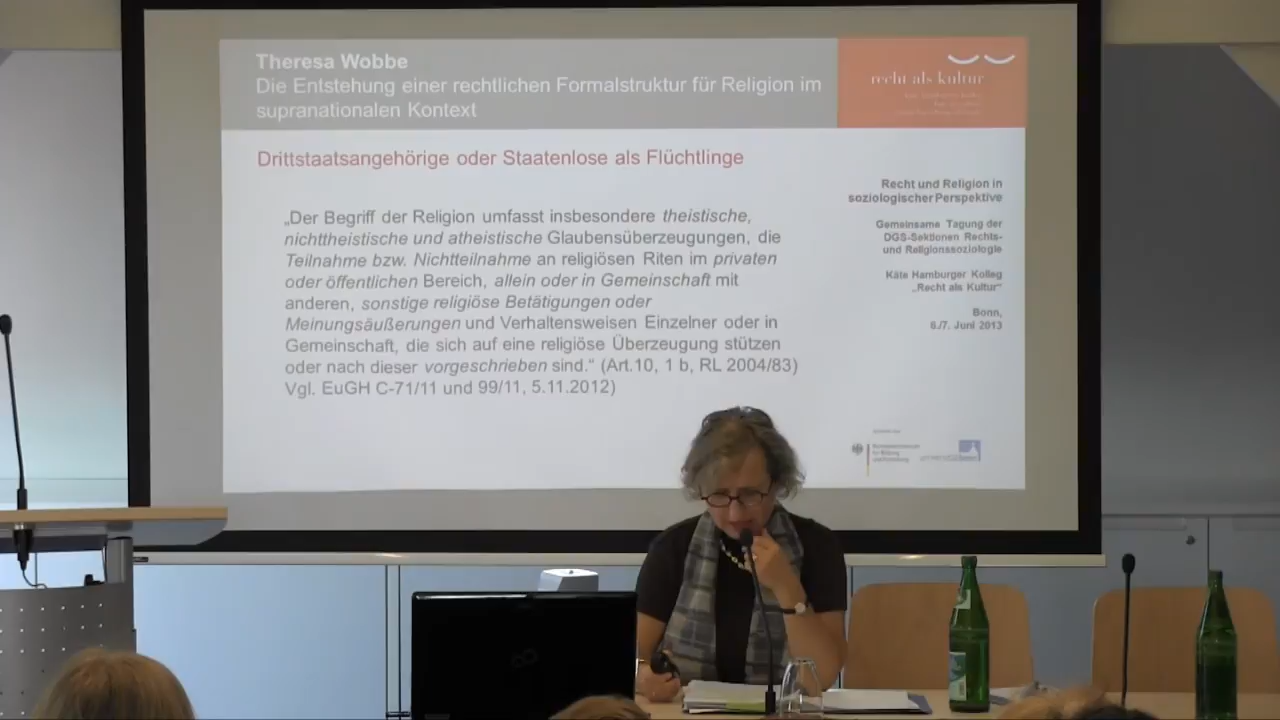 Theresa Wobbe
Die Entstehung einer rechtlichen Formalstruktur für Religion im
supranationalen Kontext
recht als kultur
Drittstaatsangehörige oder Staatenlose als Flüchtlinge
„Der Begriff der Religion umfasst insbesondere theistische,
nichttheistische und atheistische Glaubensüberzeugungen, die
Teilnahme bzw. Nichtteilnahme an religiösen Riten im privaten
oder öffentlichen Bereich, allein oder in Gemeinschaft mit
anderen, sonstige religiöse Betätigungen oder
Meinungsäußerungen und Verhaltensweisen Einzelner oder in
Gemeinschaft, die sich auf eine religiöse Überzeugung stützen
oder nach dieser vorgeschrieben sind.“ (Art.10, 1 b, RL 2004/83)
Vgl. EuGH C-71/11 und 99/11, 5.11.2012)
Recht und Religion in
soziologischer Perspektive
Gemeinsame Tagung der
DGS-Sektionen Rechts-
und Religionssoziologie
Käte Hamburger Kolleg
„Recht als Kultur“
Bonn,
6./7. Juni 2013